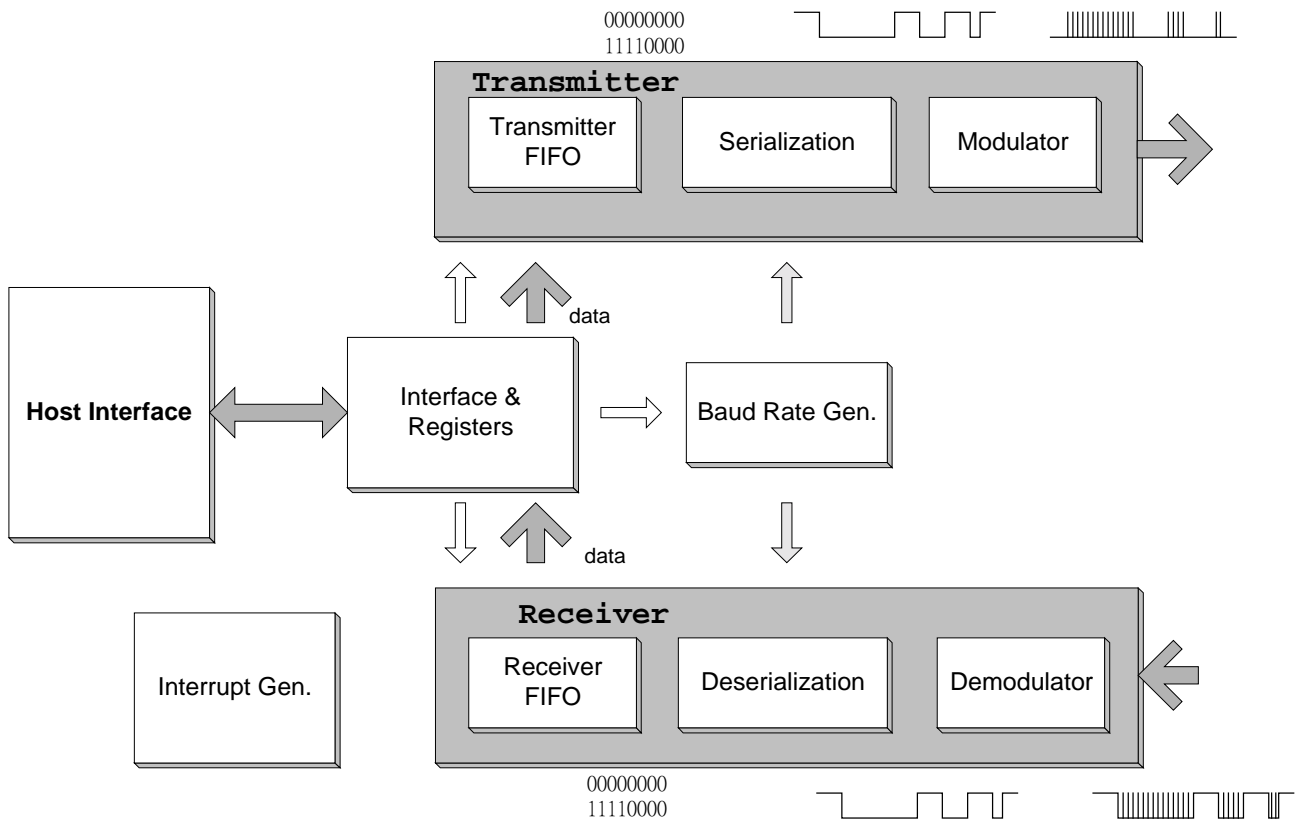 00000000
11110000
Transmitter
Transmitter
FIFO
Serialization
Modulator
data
Host Interface
Interface &
Registers
Baud Rate Gen.
data
Receiver
Interrupt Gen.
Receiver
FIFO
Deserialization
Demodulator
00000000
11110000